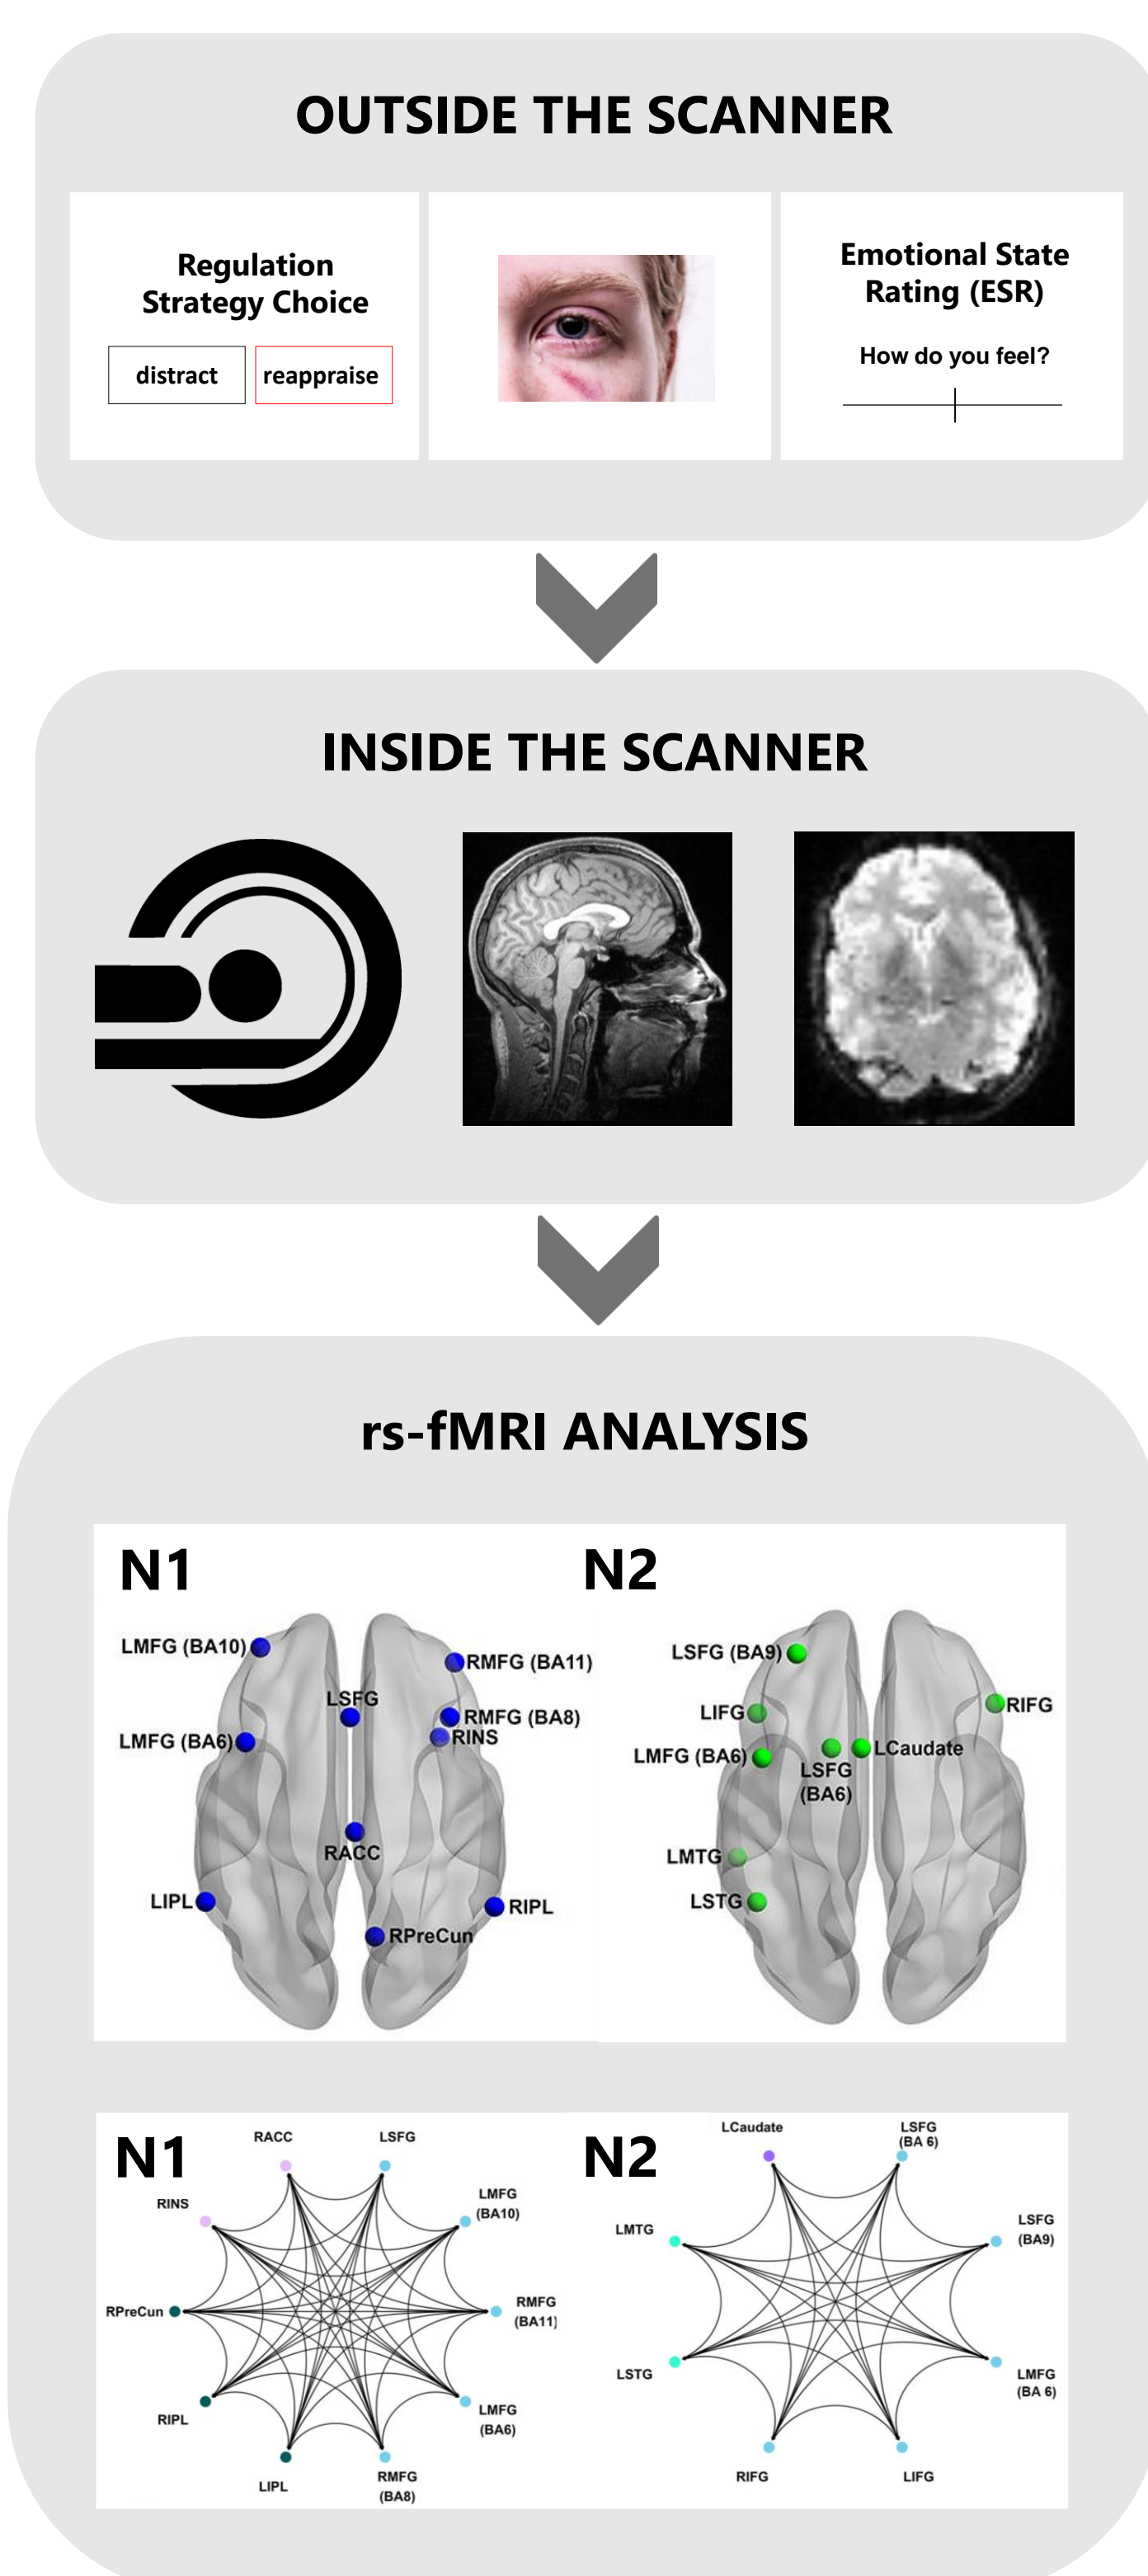 OUTSIDE THE SCANNER
Regulation
Strategy Choice
distract
reappraise
Emotional State
Rating (ESR)
How do you feel?
INSIDE THE SCANNER
rs-fMRI ANALYSIS
N1
LMFG (BA10)
RMFG (BA11)
LSFG
RMFG (BA8)
LMFG (BA6)
RINS
RACC
LIPL
RIPL
RPreCun
N2
LSFG (BA9)
RIFG
LIFG
LMFG (BA6)
LCaudate
LSFG
(BA6)
LMTG
LSTG
N1
RACC
LSFG
RINS
LMFG
(BA10)
RPreCun
RMFG
(BA11)
RIPL
LMFG
(BA6)
LIPL
RMFG
(BA8)
N2
LCaudate
LSFG
(BA 6)
LMTG
LSFG
(BA9)
LSTG
LMFG
(BA 6)
RIFG
LIFG